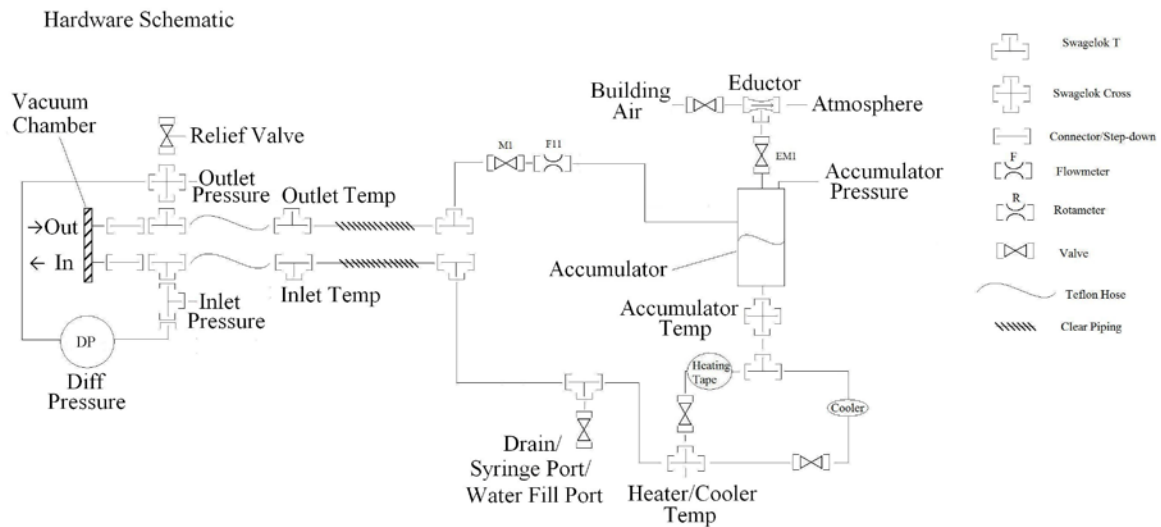 Hardware Schematic
Vacuum
Chamber
Relief Valve
Outlet
Pressure
Outlet Temp
→Out
← In
Inlet Temp
Inlet
Pressure
DP
Diff
Pressure
M1
F11
Building
Air
Eductor
Atmosphere
EM1
Accumulator
Pressure
Accumulator
Accumulator
Temp
Heating
Tape
Cooler
Drain/
Syringe Port/
Water Fill Port
Heater/Cooler
Temp
Swagelok T
Swagelok Cross
Connector/Step-down
F
Flowmeter
R
Rotameter
Valve
Teflon Hose
Clear Piping